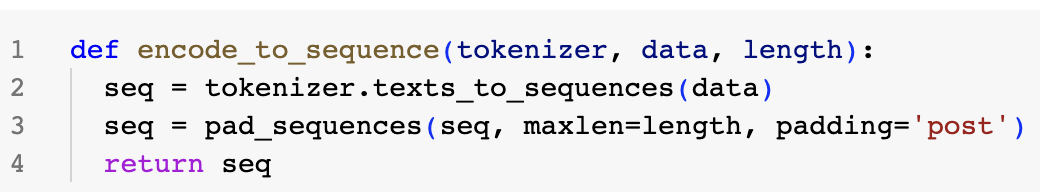 1 def encode_to_sequence(tokenizer, data, length):
2   seq = tokenizer.texts_to_sequences(data)
3   seq = pad_sequences(seq, maxlen=length, padding='post')
4   return seq